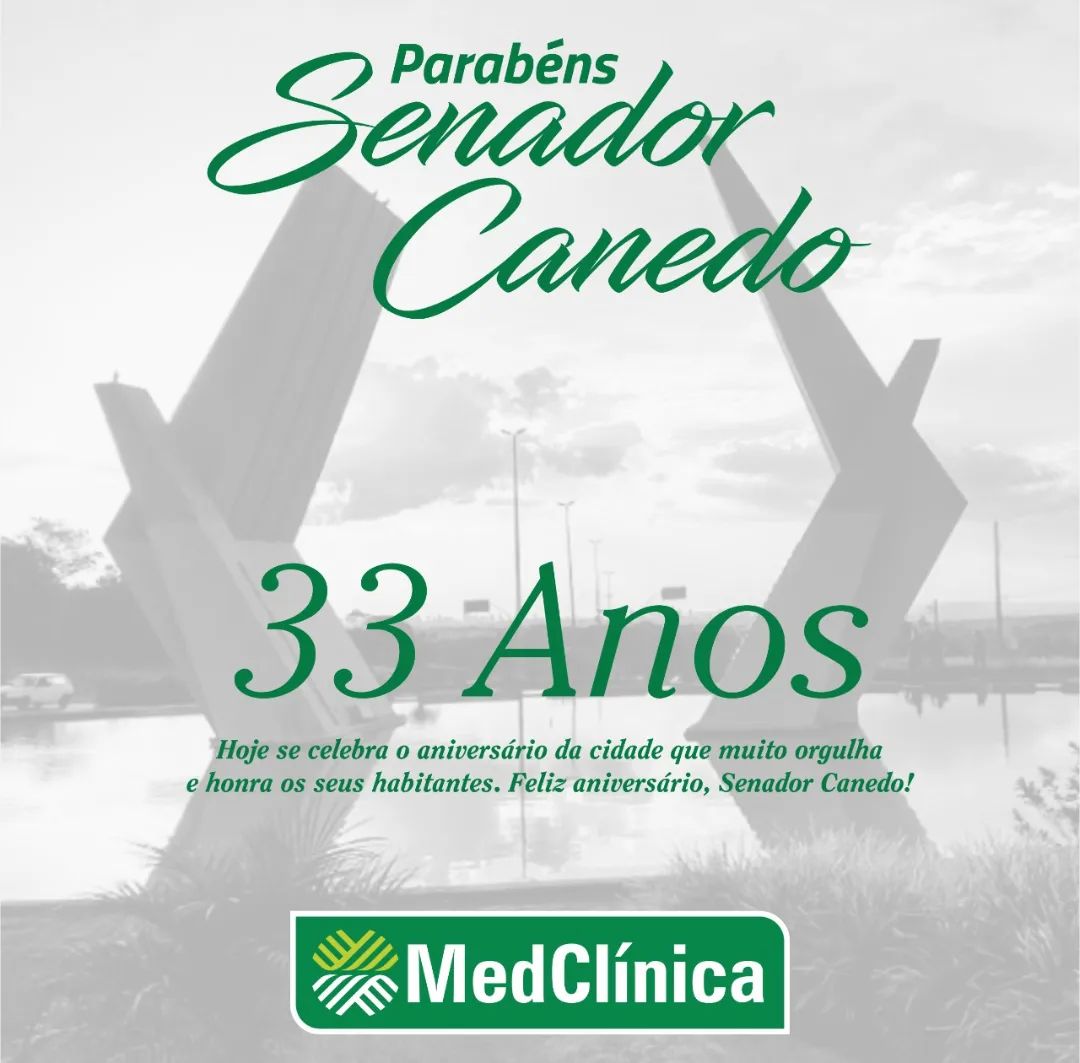 Parabéns
Senador
Canedo
33 Anos
Hoje se celebra o aniversário da cidade que muito orgulha
e honra os seus habitantes. Feliz aniversário, Senador Canedo!
MedClínica